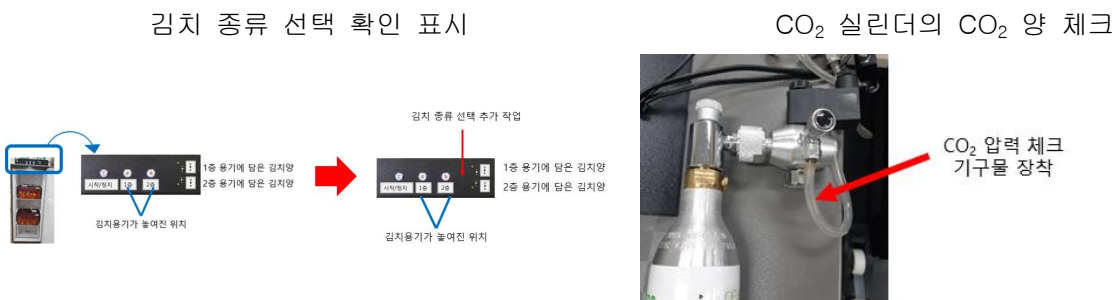 김치 종류 선택 확인 표시
CO₂ 실린더의 CO₂ 양 체크
김치 종류 선택 추가 작업
시작/정지 1층 2층
1층 용기에 담은 김치양
2층 용기에 담은 김치양
김치용기가 놓여진 위치
시작/정지 1층 2층
1층 용기에 담은 김치양
2층 용기에 담은 김치양
김치용기가 놓여진 위치
CO₂ 압력 체크
기구물 장착